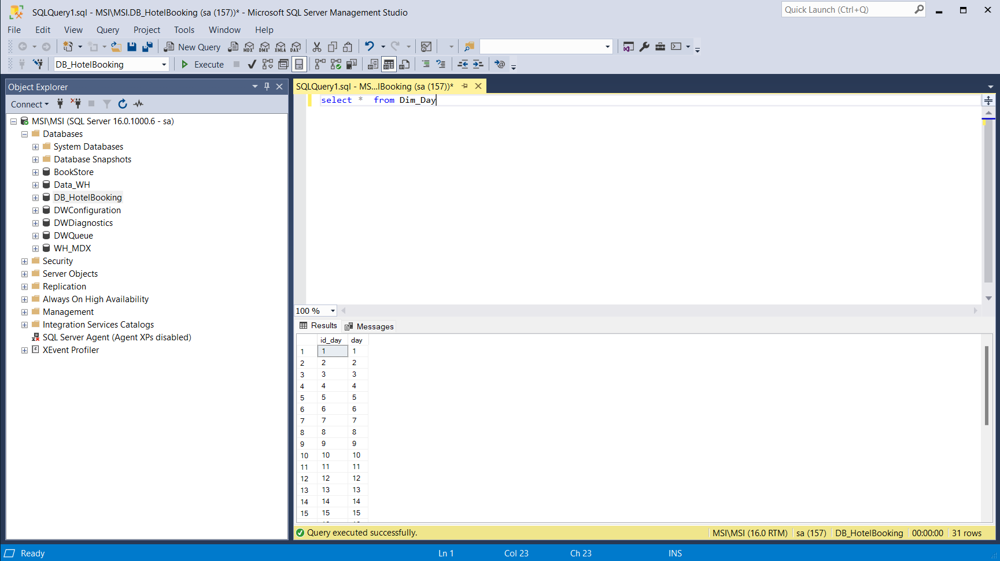 SQLQuery1.sql - MSI\MSI.DB_HotelBooking (sa (157))* - Microsoft SQL Server Management Studio
Quick Launch (Ctrl+Q)
File Edit View Query Project Tools Window Help
New Query MDX DMX XMLA DAX
DB_HotelBooking Execute
Object Explorer
Connect
MSI\MSI (SQL Server 16.0.1000.6 - sa)
Databases
System Databases
Database Snapshots
BookStore
Data_WH
DB_HotelBooking
DWConfiguration
DWDiagnostics
DWQueue
WH_MDX
Security
Server Objects
Replication
Always On High Availability
Management
Integration Services Catalogs
SQL Server Agent (Agent XPs disabled)
XEvent Profiler
SQLQuery1.sql - MS...lBooking (sa (157))*
select *  from Dim_Day
100 %
Results Messages
id_day day
1 1 1
2 2 2
3 3 3
4 4 4
5 5 5
6 6 6
7 7 7
8 8 8
9 9 9
10 10 10
11 11 11
12 12 12
13 13 13
14 14 14
15 15 15
Query executed successfully. MSI\MSI (16.0 RTM) sa (157) DB_HotelBooking 00:00:00 31 rows
Ready Ln 1 Col 23 Ch 23 INS